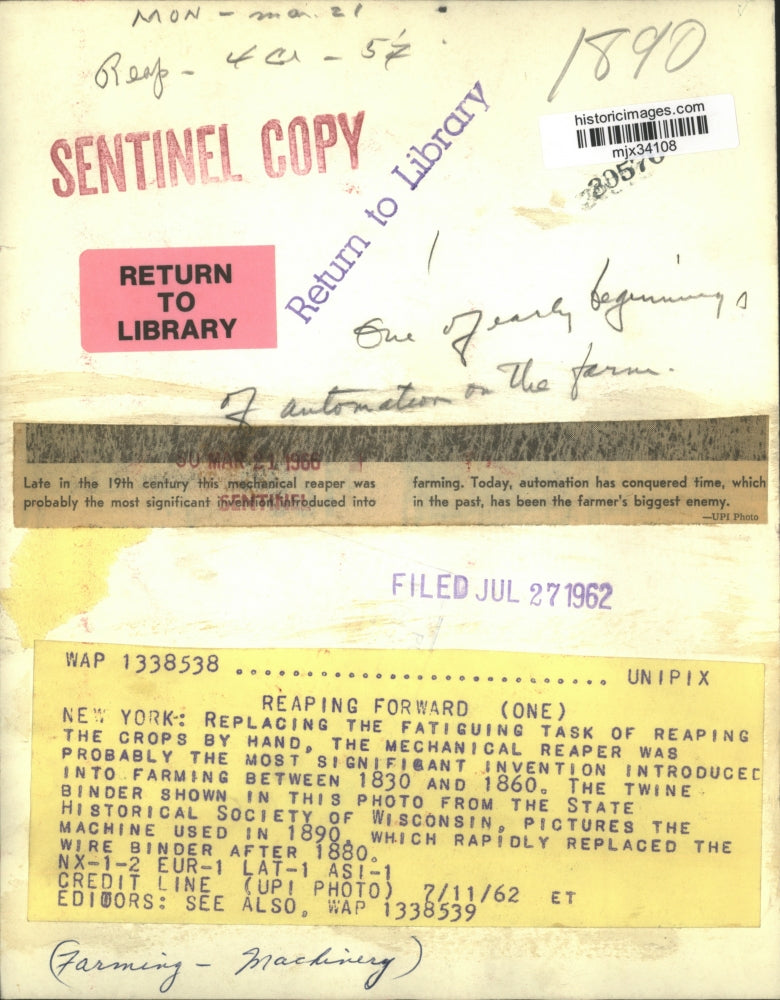 MON - mar. 21
Reap - 4 Cl - 5½
1890
historicimages.com
mjx34108
30570
SENTINEL COPY
Return to Library
RETURN
TO
LIBRARY
One of early beginnings
of automation on the farm.
MAR 21 1966
Late in the 19th century this mechanical reaper was
probably the most significant invention introduced into
SENTINEL
farming. Today, automation has conquered time, which
in the past, has been the farmer's biggest enemy.
—UPI Photo
FILED JUL 27 1962
WAP 1338538 .............................. UNIPIX
REAPING FORWARD (ONE)
NEW YORK: REPLACING THE FATIGUING TASK OF REAPING
THE CROPS BY HAND, THE MECHANICAL REAPER WAS
PROBABLY THE MOST SIGNIFICANT INVENTION INTRODUCED
INTO FARMING BETWEEN 1830 AND 1860. THE TWINE
BINDER SHOWN IN THIS PHOTO FROM THE STATE
HISTORICAL SOCIETY OF WISCONSIN, PICTURES THE
MACHINE USED IN 1890, WHICH RAPIDLY REPLACED THE
WIRE BINDER AFTER 1880.
NX-1-2 EUR-1 LAT-1 ASI-1
CREDIT LINE (UPI PHOTO) 7/11/62 ET
EDITORS: SEE ALSO, WAP 1338539
(Farming - Machinery)